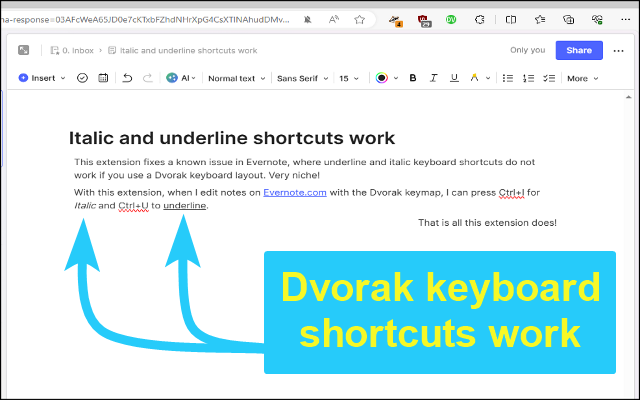 na-response=03AFcWeA65JD0e7cKTxbFZhdNHrXpG4CsXTINAhudDMv...
0. Inbox > Italic and underline shortcuts work
Only you
Share
Insert
AI
Normal text
Sans Serif
15
B I U A
More
Italic and underline shortcuts work
This extension fixes a known issue in Evernote, where underline and italic keyboard shortcuts do not
work if you use a Dvorak keyboard layout. Very niche!
With this extension, when I edit notes on Evernote.com with the Dvorak keymap, I can press Ctrl+I for
Italic and Ctrl+U to underline.
That is all this extension does!
Dvorak keyboard
shortcuts work